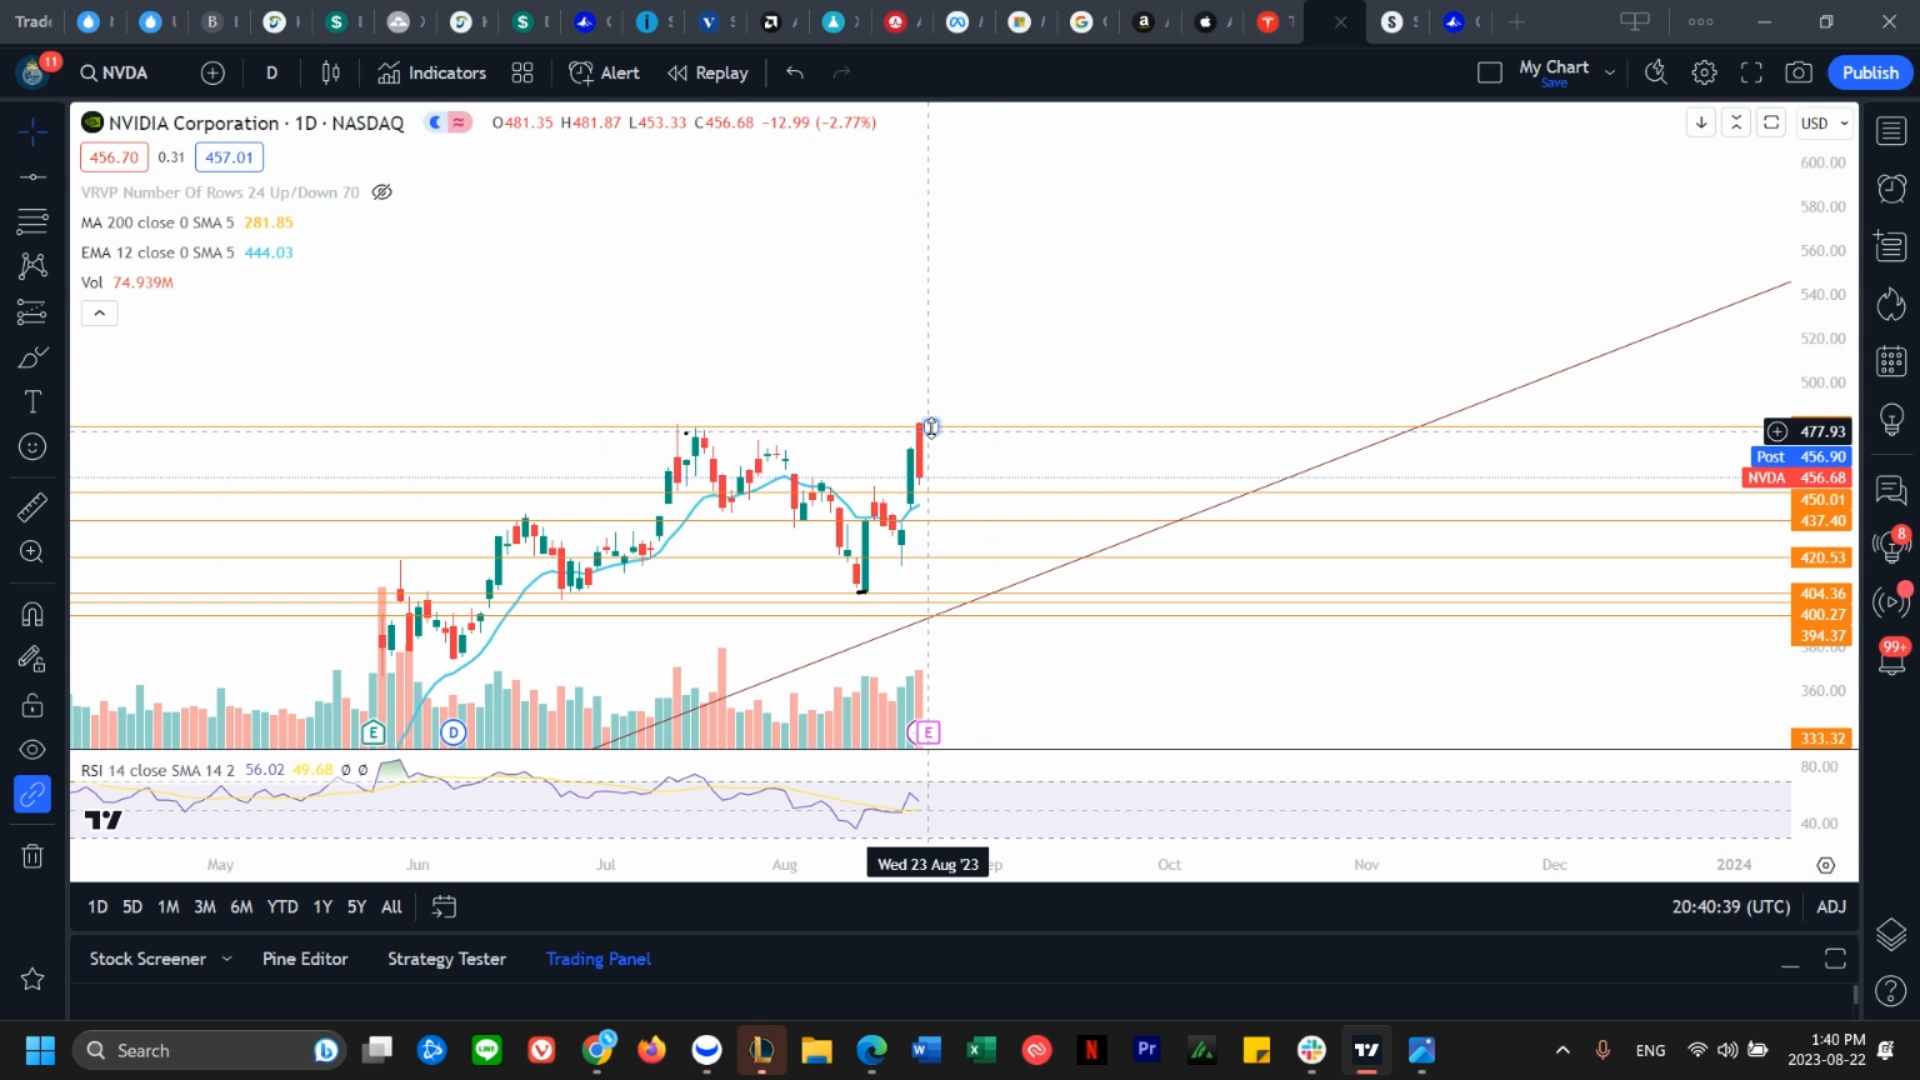 Trade
NVDA
D
Indicators
Alert
Replay
My Chart
Save
Publish
11
NVIDIA Corporation · 1D · NASDAQ
O481.35 H481.87 L453.33 C456.68 −12.99 (−2.77%)
USD
456.70 0.31 457.01
VRVP Number Of Rows 24 Up/Down 70
MA 200 close 0 SMA 5 281.85
EMA 12 close 0 SMA 5 444.03
Vol 74.939M
600.00
580.00
560.00
540.00
520.00
500.00
477.93
Post 456.90
NVDA 456.68
450.01
437.40
420.53
404.36
400.27
394.37
360.00
333.32
E
D
E
RSI 14 close SMA 14 2 56.02 49.68 Ø Ø
80.00
40.00
May Jun Jul Aug Wed 23 Aug '23 ep Oct Nov Dec 2024
1D 5D 1M 3M 6M YTD 1Y 5Y All
20:40:39 (UTC) ADJ
Stock Screener Pine Editor Strategy Tester Trading Panel
8
99+
Search
ENG
1:40 PM
2023-08-22